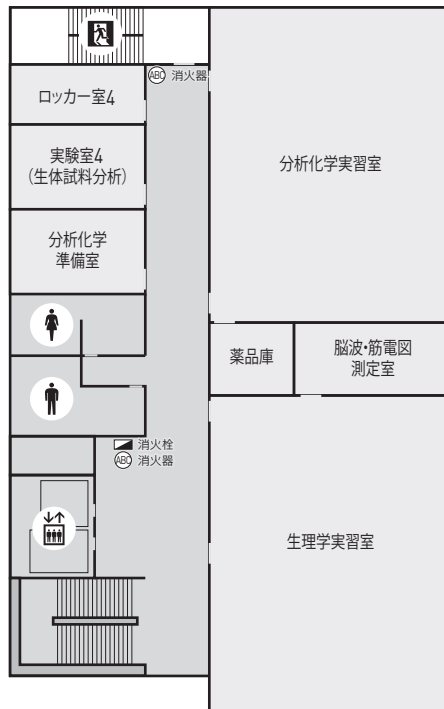 ABC 消火器
ロッカー室4
実験室4
(生体試料分析)
分析化学実習室
分析化学
準備室
薬品庫
脳波・筋電図
測定室
消火栓
ABC 消火器
生理学実習室